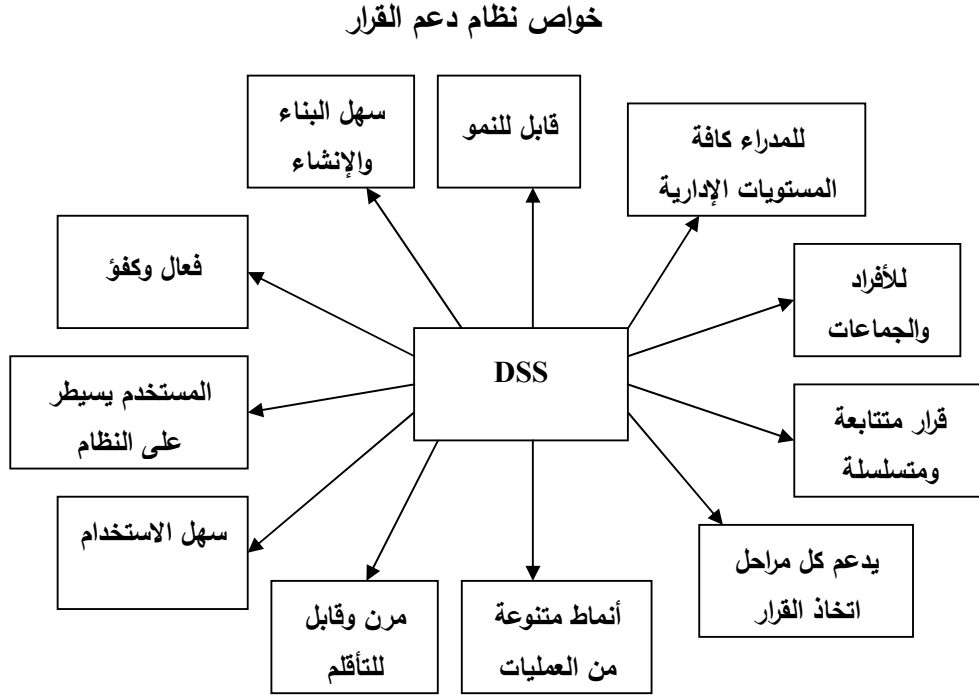 خواص نظام دعم القرار
قابل للنمو
للمدراء كافة
المستويات الإدارية
للأفراد
والجماعات
قرار متتابعة
ومتسلسلة
يدعم كل مراحل
اتخاذ القرار
أنماط متنوعة
من العمليات
مرن وقابل
للتأقلم
سهل الاستخدام
المستخدم يسيطر
على النظام
فعال وكفؤ
سهل البناء
والإنشاء
DSS